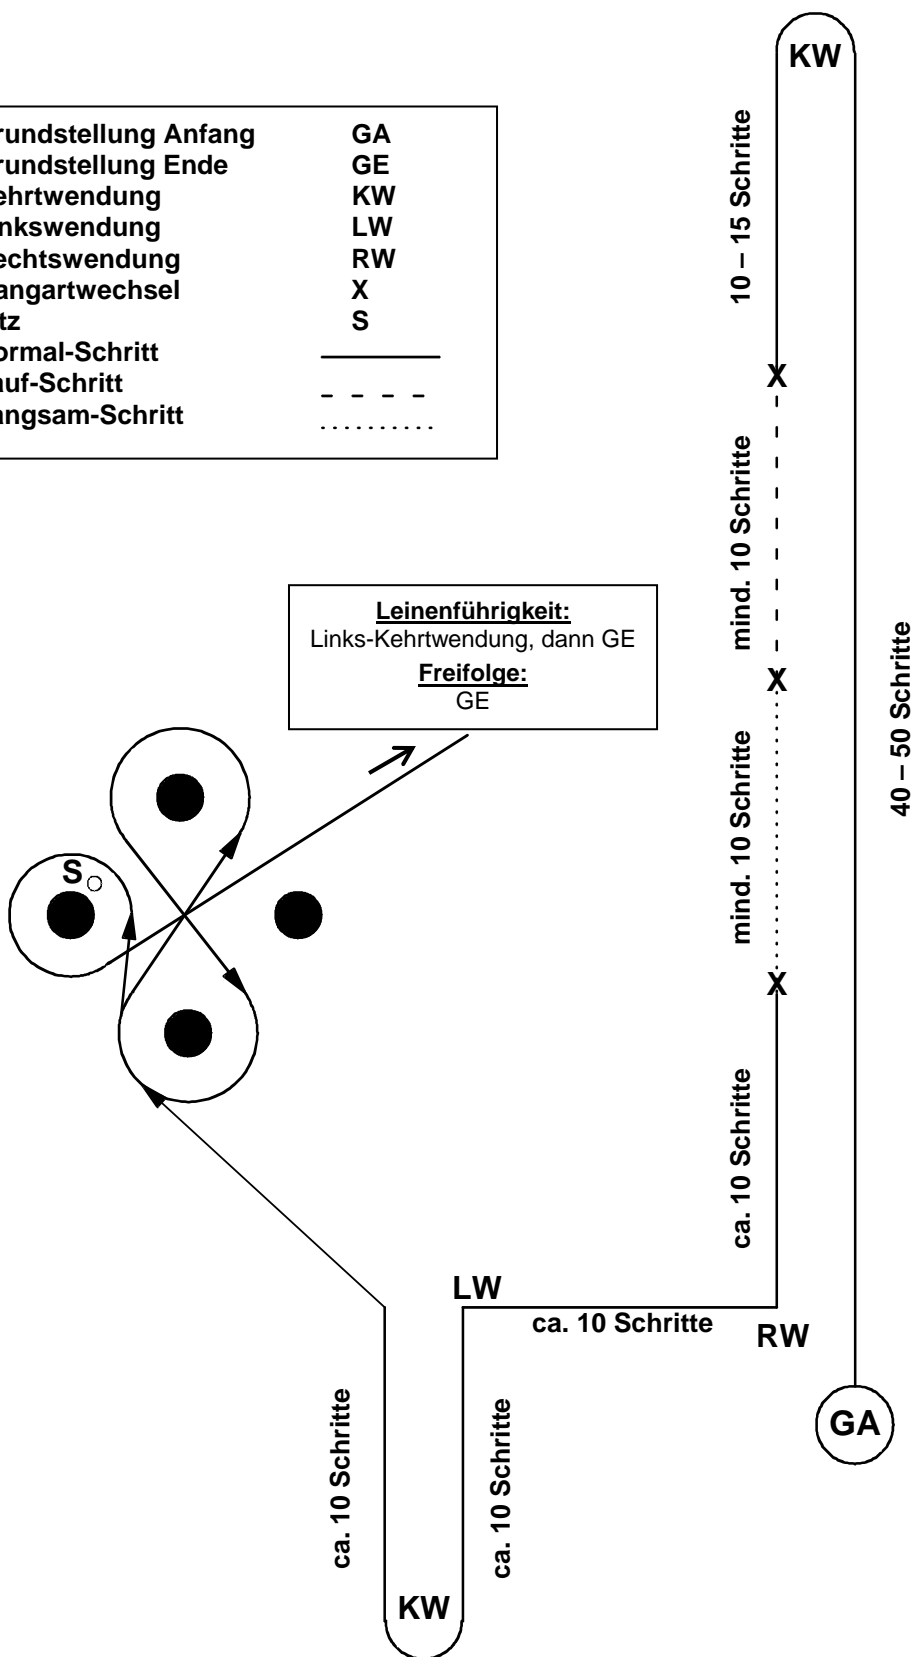 KW
rundstellung Anfang GA
rundstellung Ende GE
ehrtwendung KW
nkswendung LW
echtswendung RW
angartwechsel X
tz S
ormal-Schritt
auf-Schritt
angsam-Schritt
10 – 15 Schritte
X
mind. 10 Schritte
X
40 – 50 Schritte
Leinenführigkeit:
Links-Kehrtwendung, dann GE
Freifolge:
GE
mind. 10 Schritte
S
X
ca. 10 Schritte
LW
ca. 10 Schritte
RW
GA
ca. 10 Schritte
ca. 10 Schritte
KW